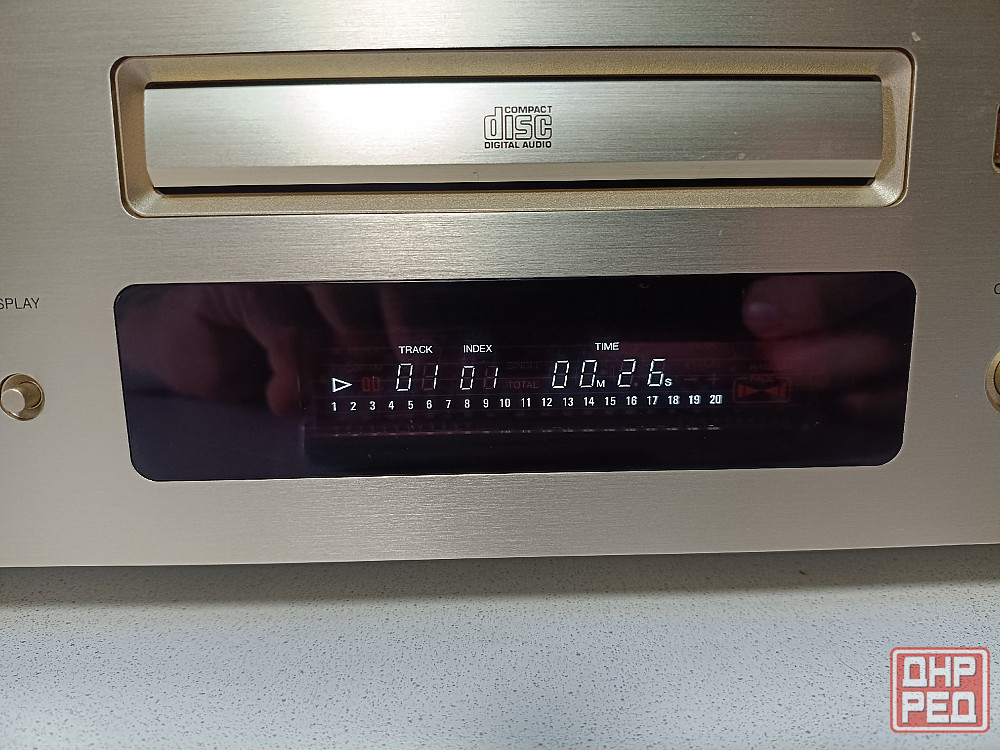 COMPACT
disc
DIGITAL AUDIO
SPLAY
TRACK INDEX TIME
01 01 00M 26S
TOTAL
1 2 3 4 5 6 7 8 9 10 11 12 13 14 15 16 17 18 19 20
ДНР
РЕД